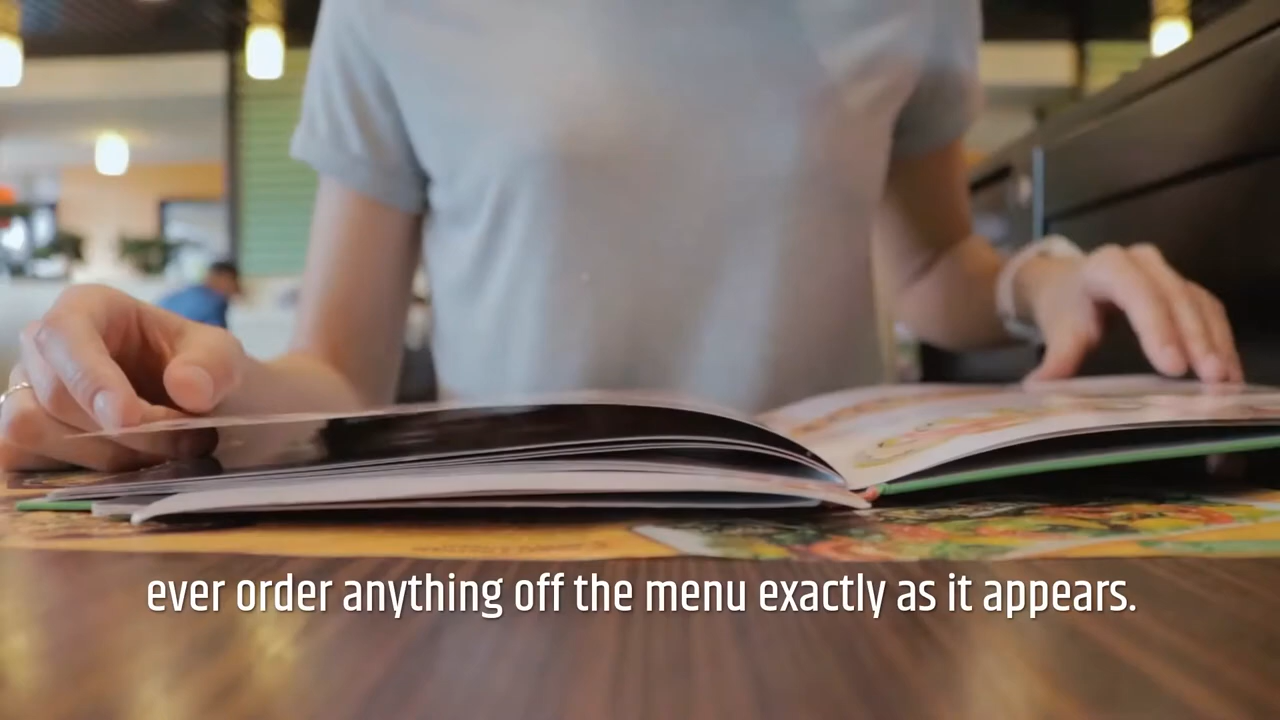 ever order anything off the menu exactly as it appears.